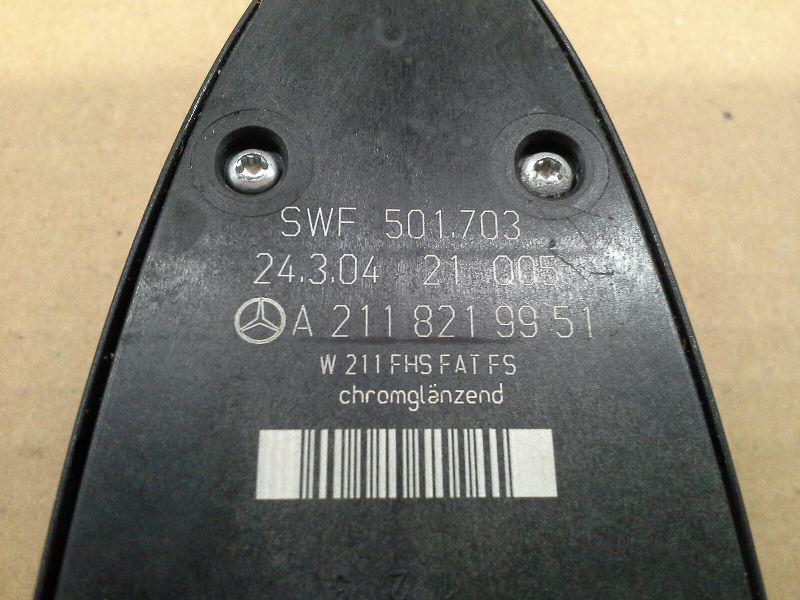 SWF 501.703
24.3.04 21 Q05
A 211 821 99 51
W 211 FHS FAT FS
chromglänzend